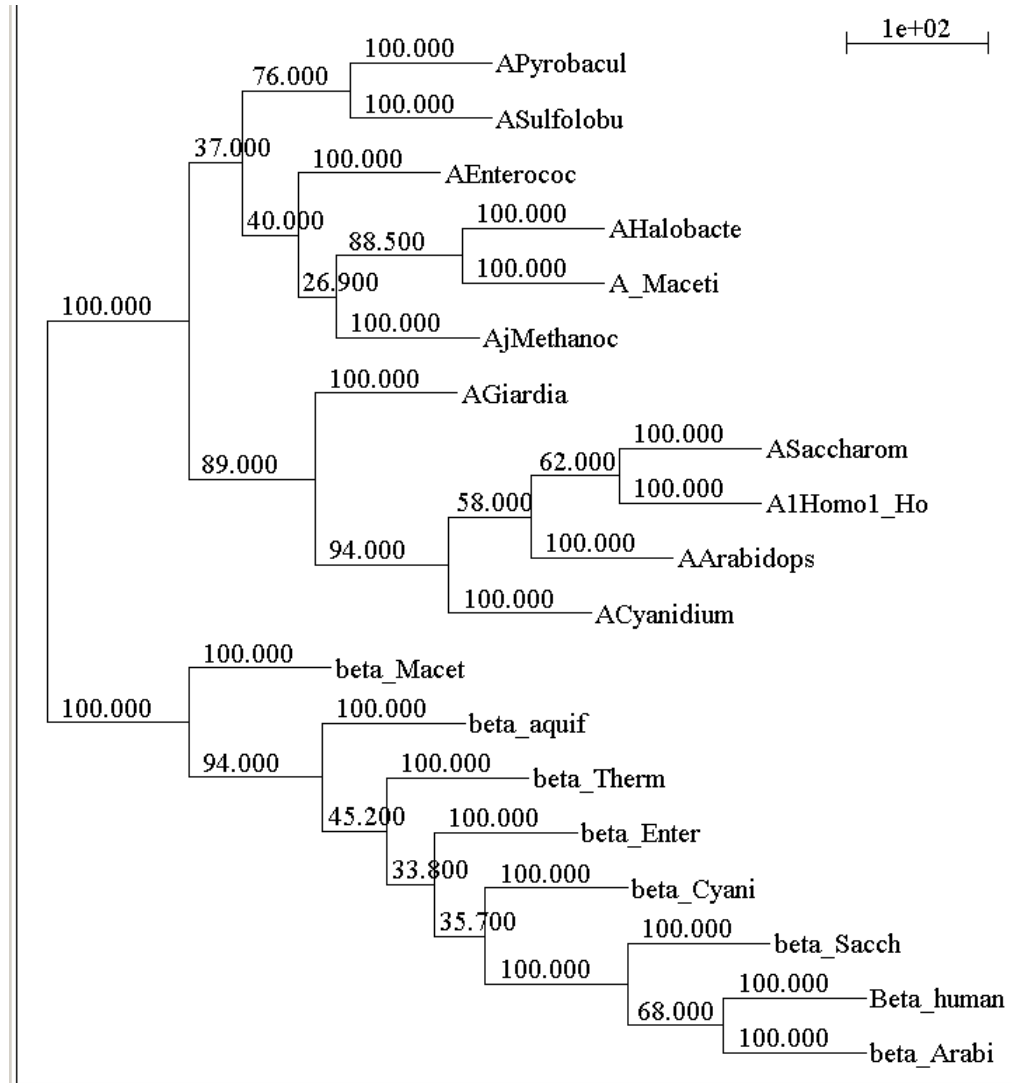 1e+02
100.000
APyrobacul
76.000
100.000
ASulfolobu
37.000
100.000
AEnterococ
40.000
100.000
AHalobacte
88.500
100.000
A_Maceti
26.900
100.000
AjMethanoc
100.000
100.000
AGiardia
89.000
100.000
ASaccharom
62.000
100.000
A1Homo1_Ho
58.000
100.000
AArabidops
94.000
100.000
ACyanidium
100.000
beta_Macet
100.000
100.000
beta_aquif
94.000
100.000
beta_Therm
45.200
100.000
beta_Enter
33.800
100.000
beta_Cyani
35.700
100.000
beta_Sacch
100.000
100.000
Beta_human
68.000
100.000
beta_Arabi